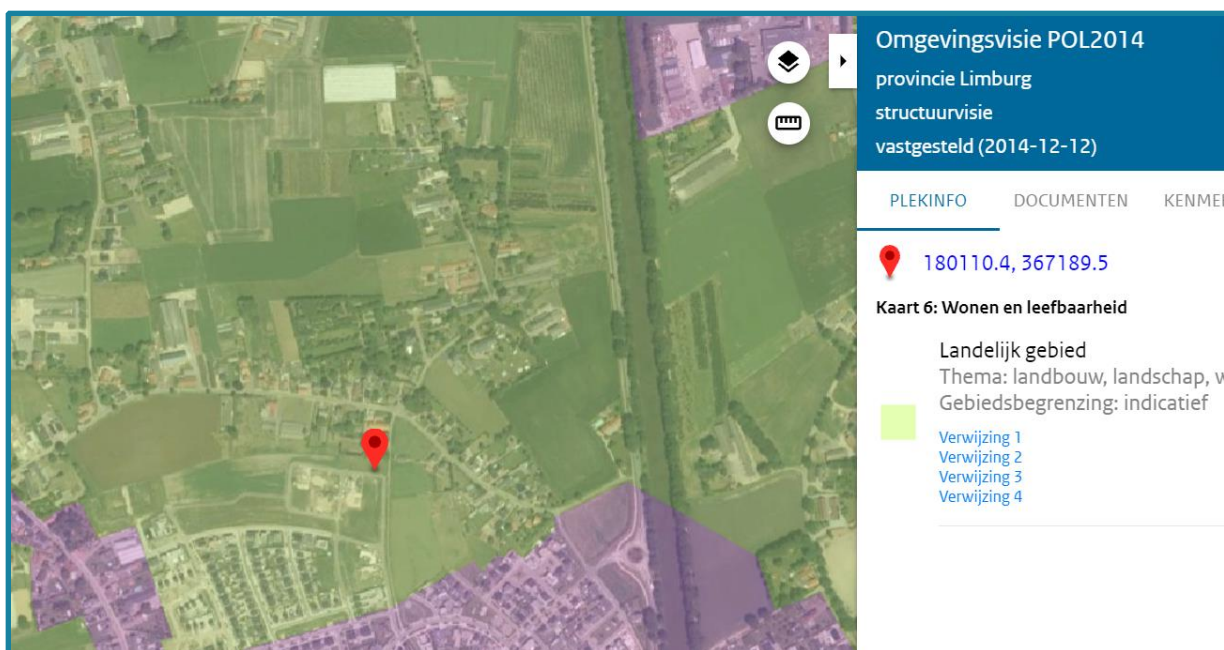 Omgevingsvisie POL2014
provincie Limburg
structuurvisie
vastgesteld (2014-12-12)
PLEKINFO DOCUMENTEN KENME
180110.4, 367189.5
Kaart 6: Wonen en leefbaarheid
Landelijk gebied
Thema: landbouw, landschap, w
Gebiedsbegrenzing: indicatief
Verwijzing 1
Verwijzing 2
Verwijzing 3
Verwijzing 4